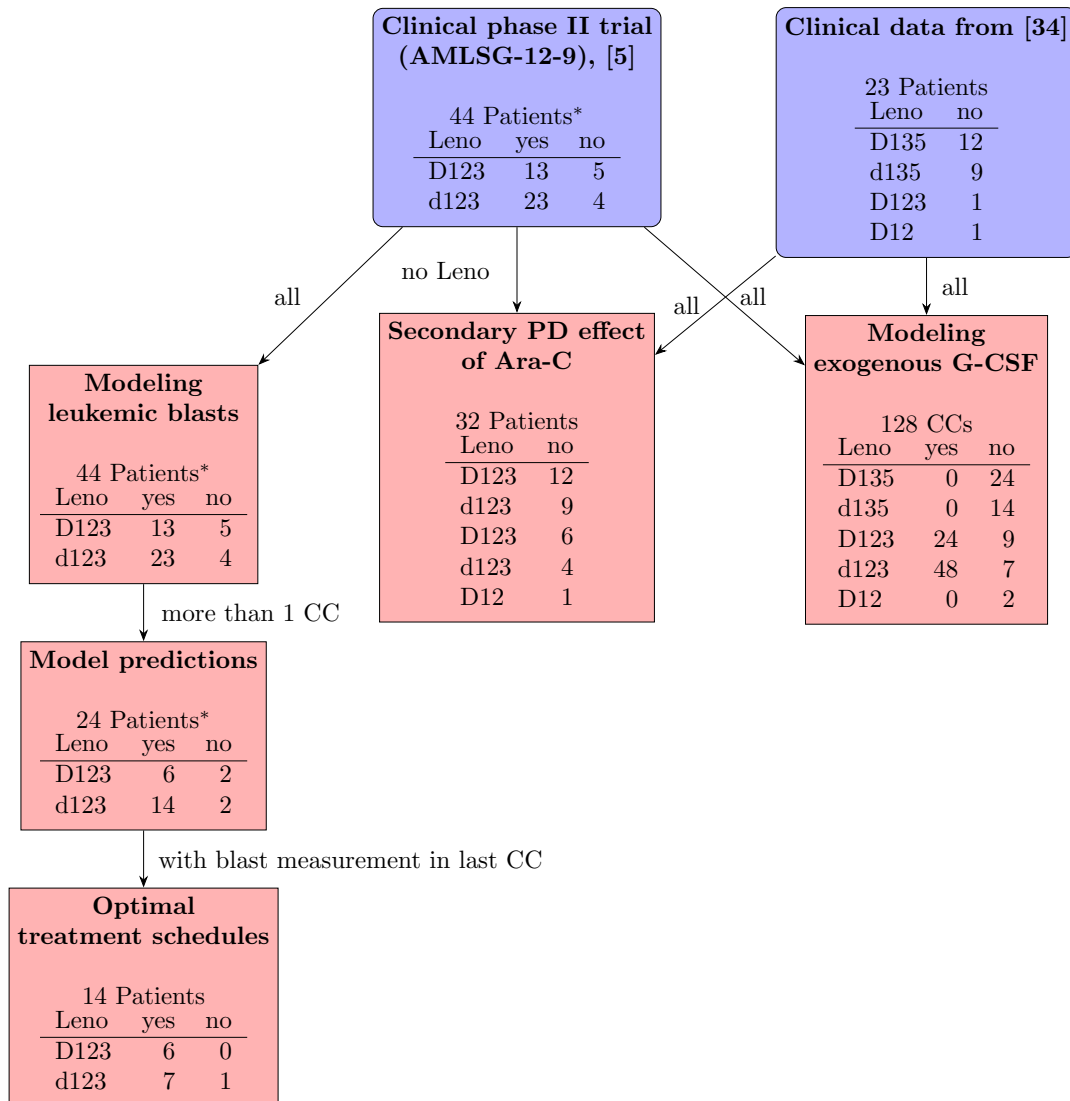 Clinical phase II trial
(AMLSG-12-9), [5]
44 Patients*
Leno yes no
D123 13 5
d123 23 4
Clinical data from [34]
23 Patients
Leno no
D135 12
d135 9
D123 1
D12 1
all
no Leno
all
all
all
Modeling
leukemic blasts
44 Patients*
Leno yes no
D123 13 5
d123 23 4
Secondary PD effect
of Ara-C
32 Patients
Leno no
D123 12
d123 9
D123 6
d123 4
D12 1
Modeling
exogenous G-CSF
128 CCs
Leno yes no
D135 0 24
d135 0 14
D123 24 9
d123 48 7
D12 0 2
more than 1 CC
Model predictions
24 Patients*
Leno yes no
D123 6 2
d123 14 2
with blast measurement in last CC
Optimal
treatment schedules
14 Patients
Leno yes no
D123 6 0
d123 7 1